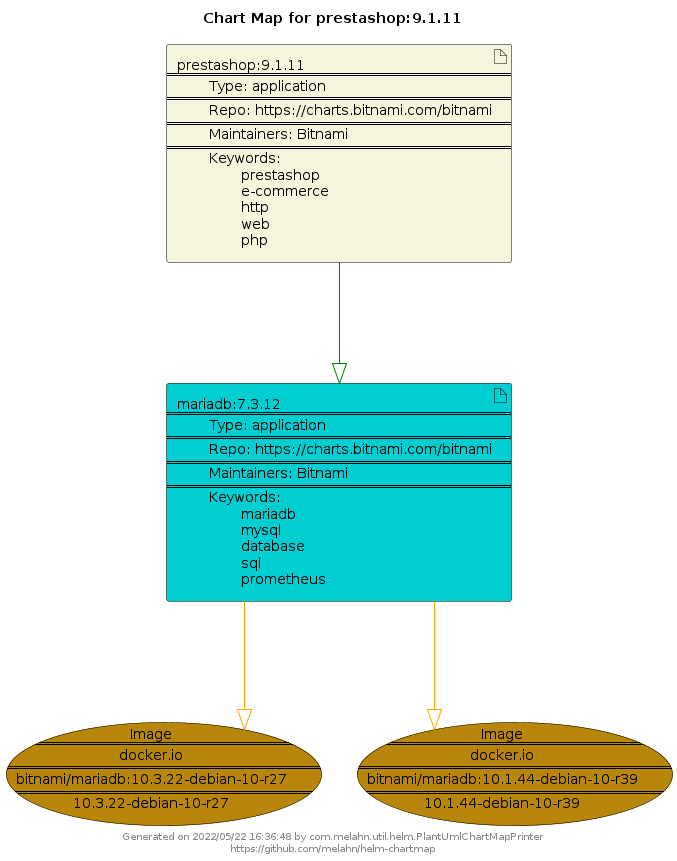 Chart Map for prestashop:9.1.11
prestashop:9.1.11
Type: application
Repo: https://charts.bitnami.com/bitnami
Maintainers: Bitnami
Keywords:
prestashop
e-commerce
http
web
php
mariadb:7.3.12
Type: application
Repo: https://charts.bitnami.com/bitnami
Maintainers: Bitnami
Keywords:
mariadb
mysql
database
sql
prometheus
Image
docker.io
bitnami/mariadb:10.3.22-debian-10-r27
10.3.22-debian-10-r27
Image
docker.io
bitnami/mariadb:10.1.44-debian-10-r39
10.1.44-debian-10-r39
Generated on 2022/05/22 16:36:48 by com.melahn.util.helm.PlantUmlChartMapPrinter
https://github.com/melahn/helm-chartmap